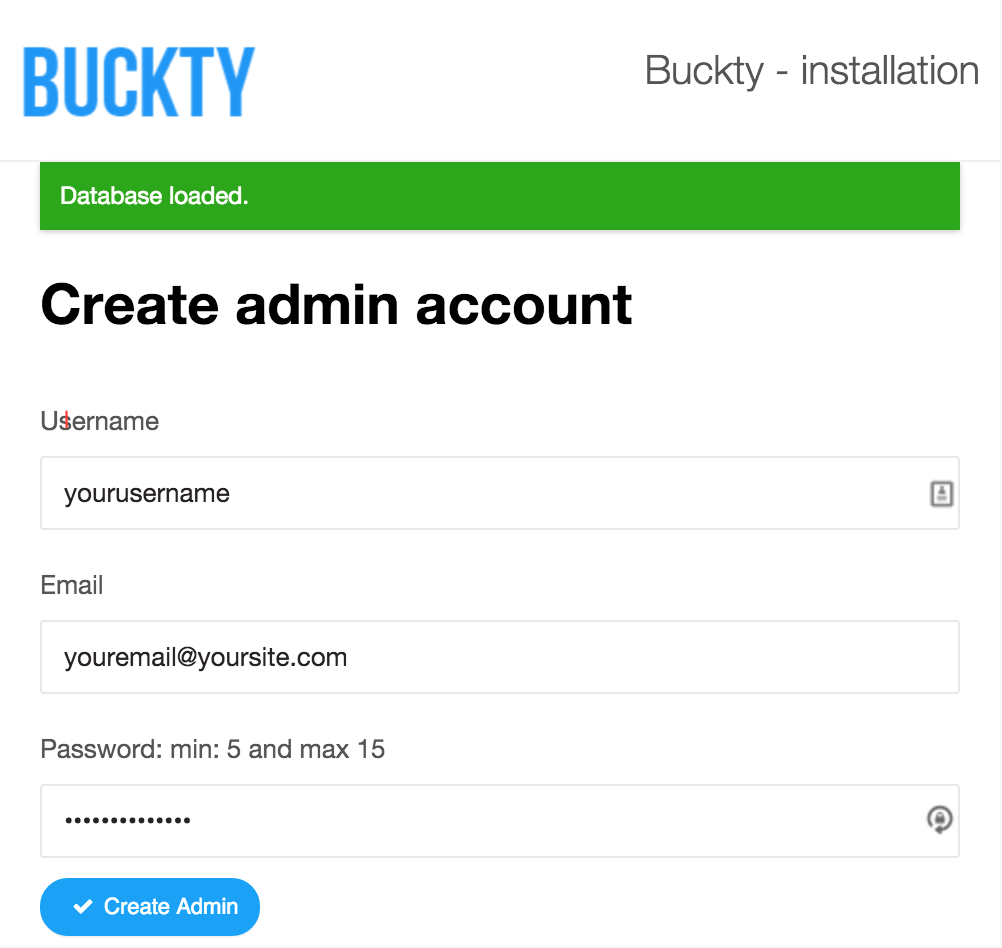 BUCKTY
Buckty - installation
Database loaded.
Create admin account
Username
yourusername
Email
youremail@yoursite.com
Password: min: 5 and max 15
••••••••••••••
Create Admin